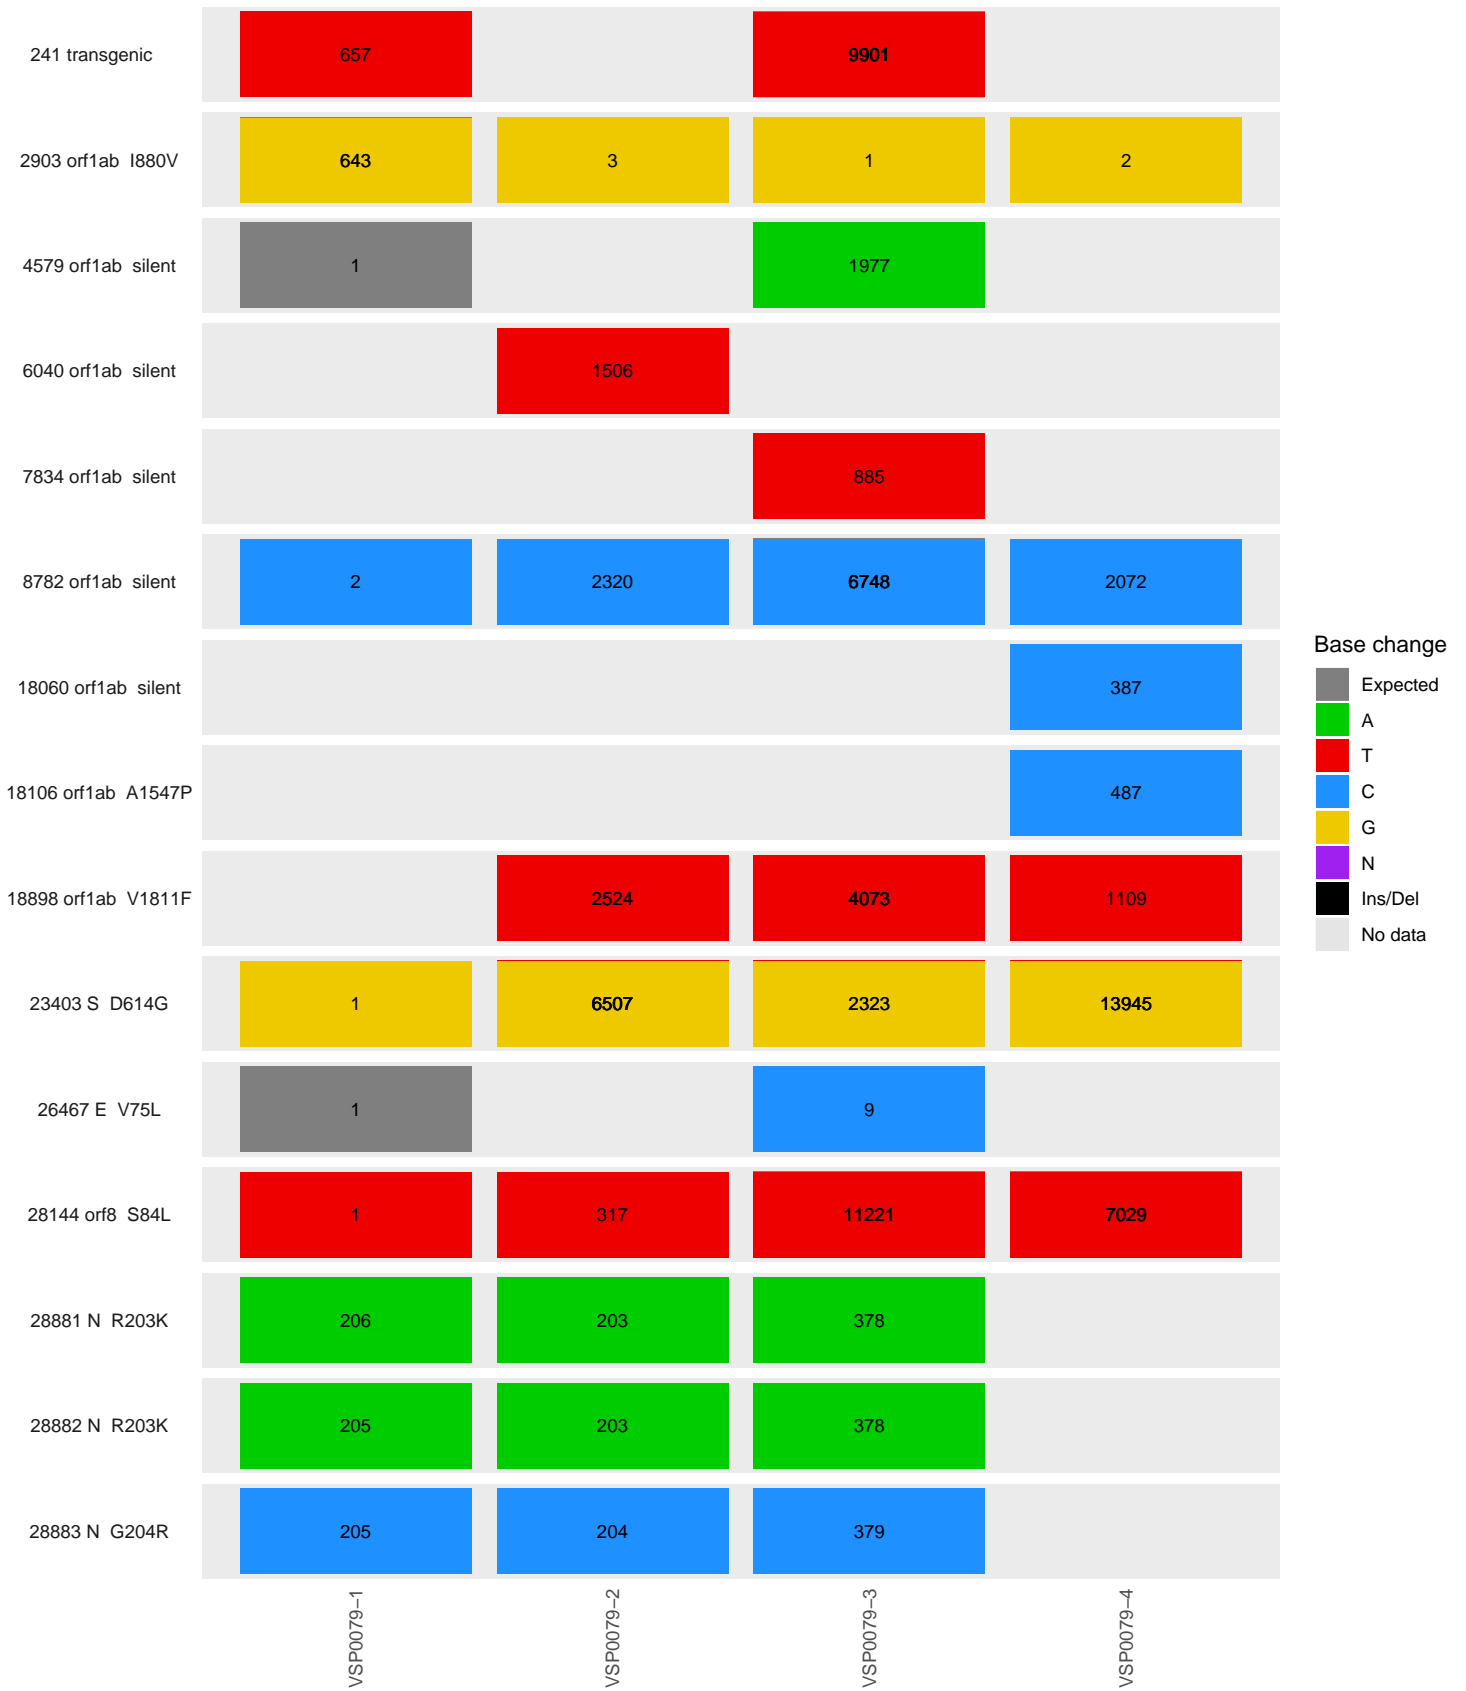 241 transgenic 657 9901
2903 orf1ab I880V 643 3 1 2
4579 orf1ab silent 1 1977
6040 orf1ab silent 1506
7834 orf1ab silent 885
8782 orf1ab silent 2 2320 6748 2072
18060 orf1ab silent 387
18106 orf1ab A1547P 487
18898 orf1ab V1811F 2524 4073 1109
23403 S D614G 1 6507 2323 13945
26467 E V75L 1 9
28144 orf8 S84L 1 317 11221 7029
28881 N R203K 206 203 378
28882 N R203K 205 203 378
28883 N G204R 205 204 379
VSP0079−1
VSP0079−2
VSP0079−3
VSP0079−4
Base change
Expected
A
T
C
G
N
Ins/Del
No data